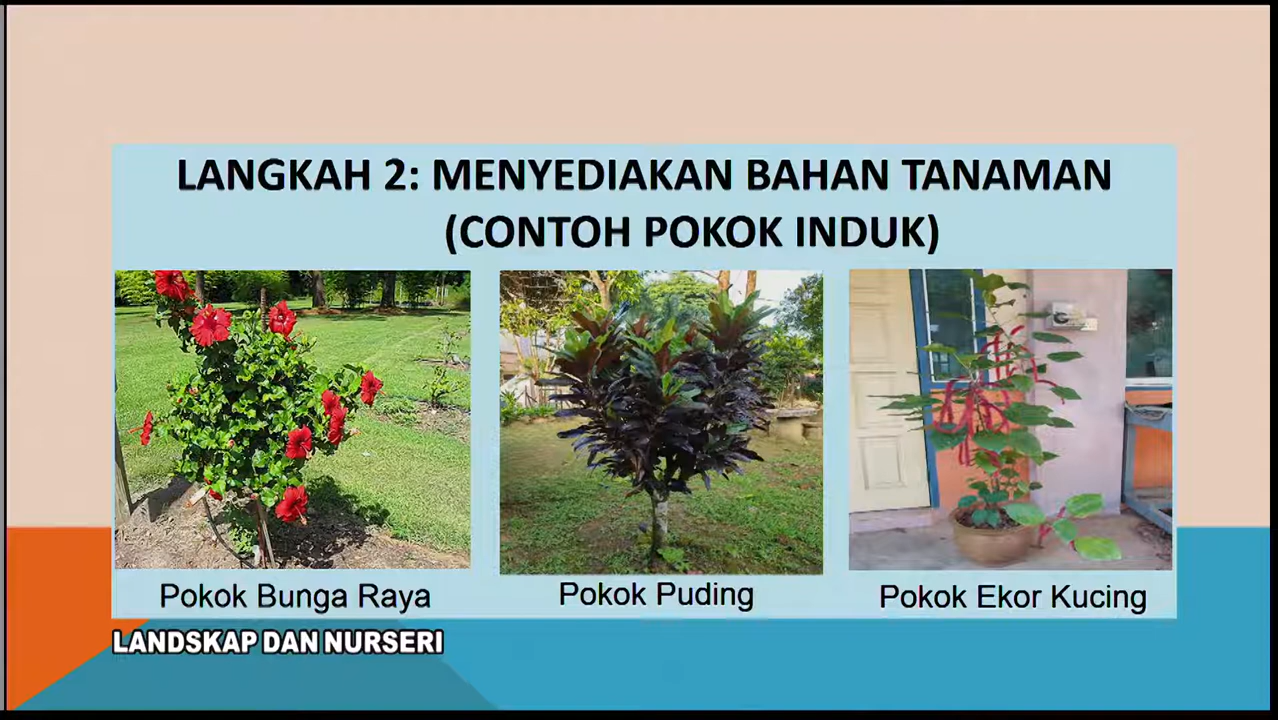 LANGKAH 2: MENYEDIAKAN BAHAN TANAMAN
(CONTOH POKOK INDUK)
Pokok Bunga Raya
Pokok Puding
Pokok Ekor Kucing
LANDSKAP DAN NURSERI